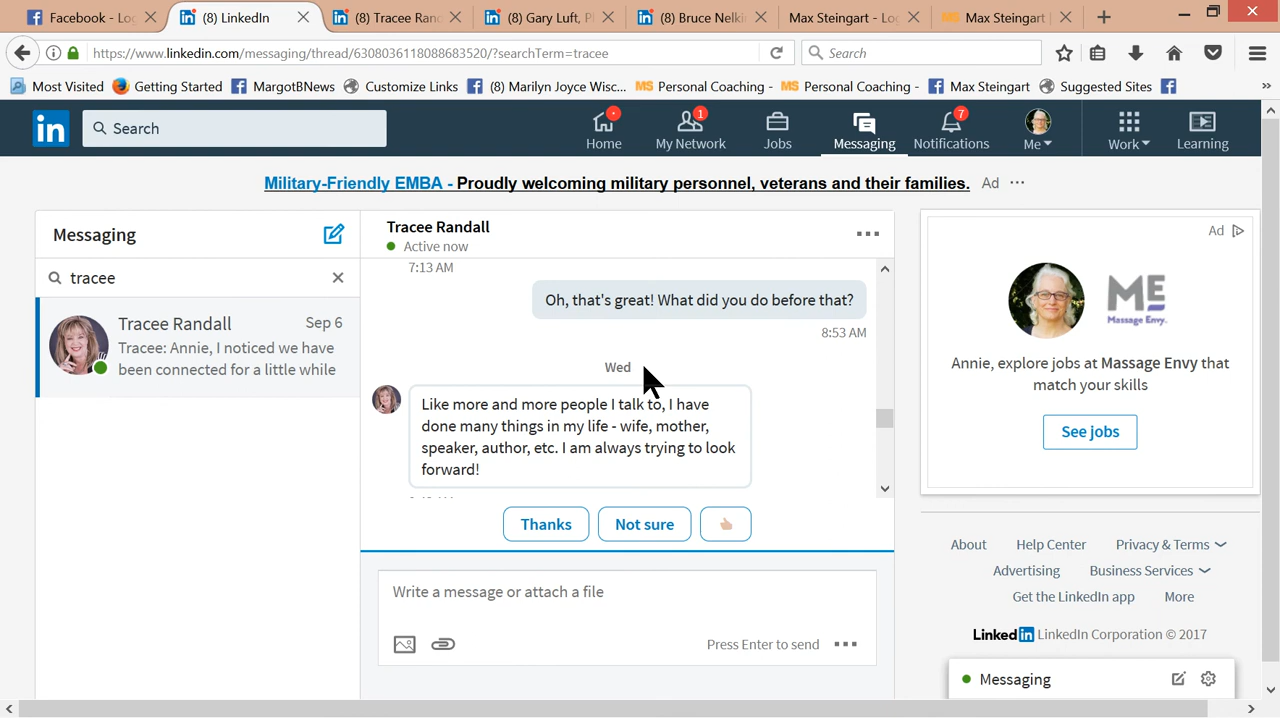 Facebook - Log
(8) LinkedIn
(8) Tracee Ran
(8) Gary Luft, P
(8) Bruce Nelki
Max Steingart - Lo
Max Steingart
https://www.linkedin.com/messaging/thread/6308036118088683520/?searchTerm=tracee
Search
Most Visited
Getting Started
MargotBNews
Customize Links
(8) Marilyn Joyce Wisc...
MS Personal Coaching -
MS Personal Coaching -
Max Steingart
Suggested Sites
in
Search
Home
1
My Network
Jobs
Messaging
7
Notifications
Me
Work
Learning
Military-Friendly EMBA - Proudly welcoming military personnel, veterans and their families. Ad ...
Messaging
tracee
Tracee Randall Sep 6
Tracee: Annie, I noticed we have
been connected for a little while
Tracee Randall
Active now
7:13 AM
Oh, that's great! What did you do before that?
8:53 AM
Wed
Like more and more people I talk to, I have
done many things in my life - wife, mother,
speaker, author, etc. I am always trying to look
forward!
Thanks
Not sure
Write a message or attach a file
Press Enter to send
Ad
ME
Massage Envy.
Annie, explore jobs at Massage Envy that
match your skills
See jobs
About Help Center Privacy & Terms
Advertising Business Services
Get the LinkedIn app More
LinkedIn LinkedIn Corporation © 2017
Messaging